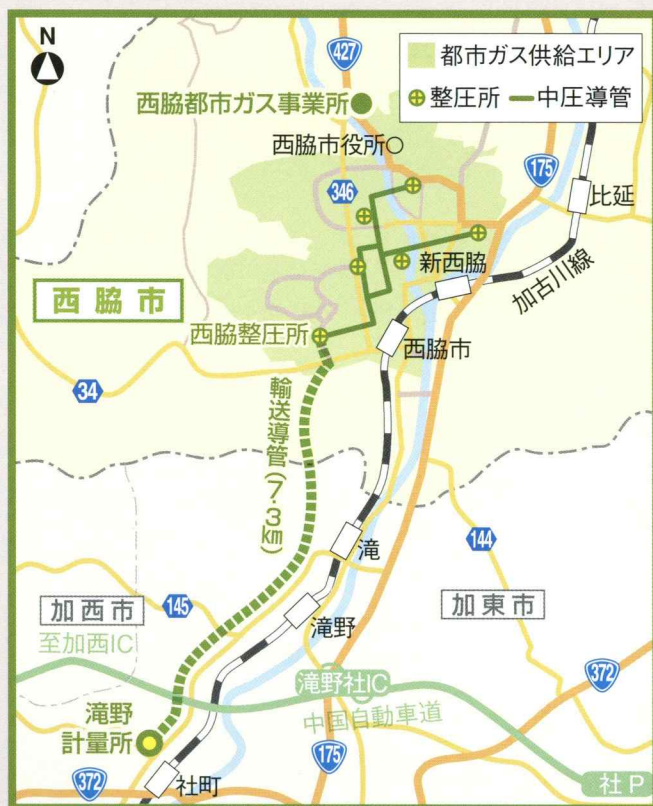 N
427
都市ガス供給エリア
整圧所
中圧導管
西脇都市ガス事業所
西脇市役所
346
175
比延
新西脇
加古川線
西脇市
西脇整圧所
西脇市
34
輸送導管(7.3㎞)
滝
144
加西市
145
加東市
滝野
至加西IC
372
滝野社IC
中国自動車道
滝野
計量所
175
372
社町
社P